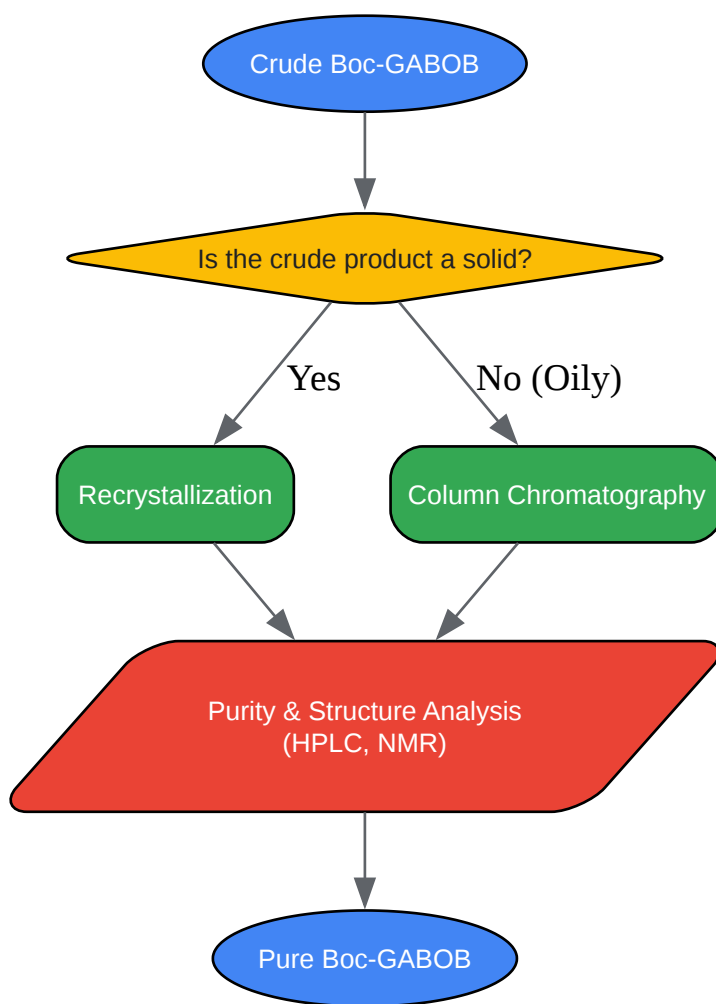 Crude Boc-GABOB
Is the crude product a solid?
Yes
No (Oily)
Recrystallization
Column Chromatography
Purity & Structure Analysis
(HPLC, NMR)
Pure Boc-GABOB